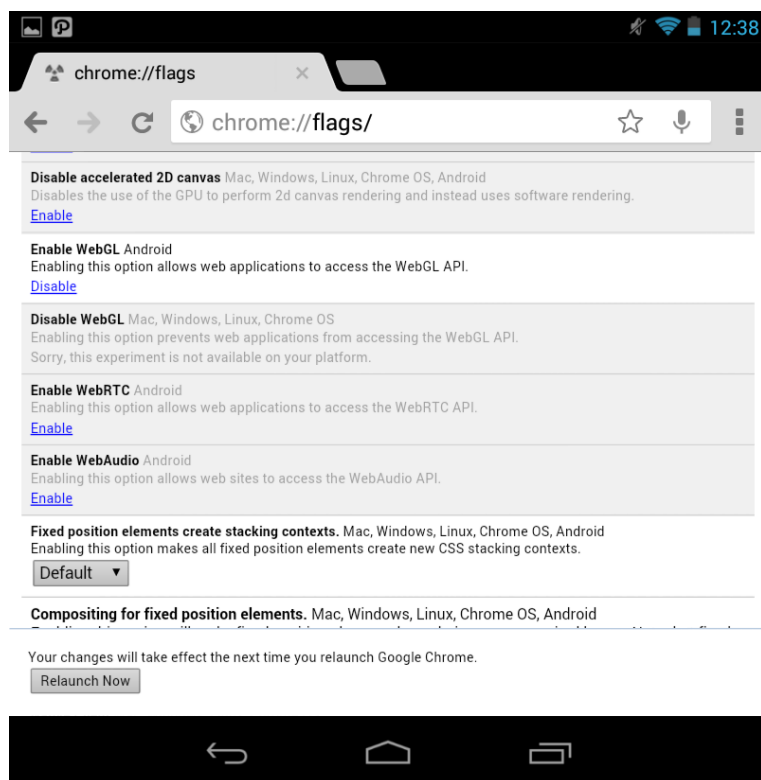 12:38
chrome://flags
chrome://flags/
Disable accelerated 2D canvas Mac, Windows, Linux, Chrome OS, Android
Disables the use of the GPU to perform 2d canvas rendering and instead uses software rendering.
Enable
Enable WebGL Android
Enabling this option allows web applications to access the WebGL API.
Disable
Disable WebGL Mac, Windows, Linux, Chrome OS
Enabling this option prevents web applications from accessing the WebGL API.
Sorry, this experiment is not available on your platform.
Enable WebRTC Android
Enabling this option allows web applications to access the WebRTC API.
Enable
Enable WebAudio Android
Enabling this option allows web sites to access the WebAudio API.
Enable
Fixed position elements create stacking contexts. Mac, Windows, Linux, Chrome OS, Android
Enabling this option makes all fixed position elements create new CSS stacking contexts.
Default
Compositing for fixed position elements. Mac, Windows, Linux, Chrome OS, Android
Your changes will take effect the next time you relaunch Google Chrome.
Relaunch Now